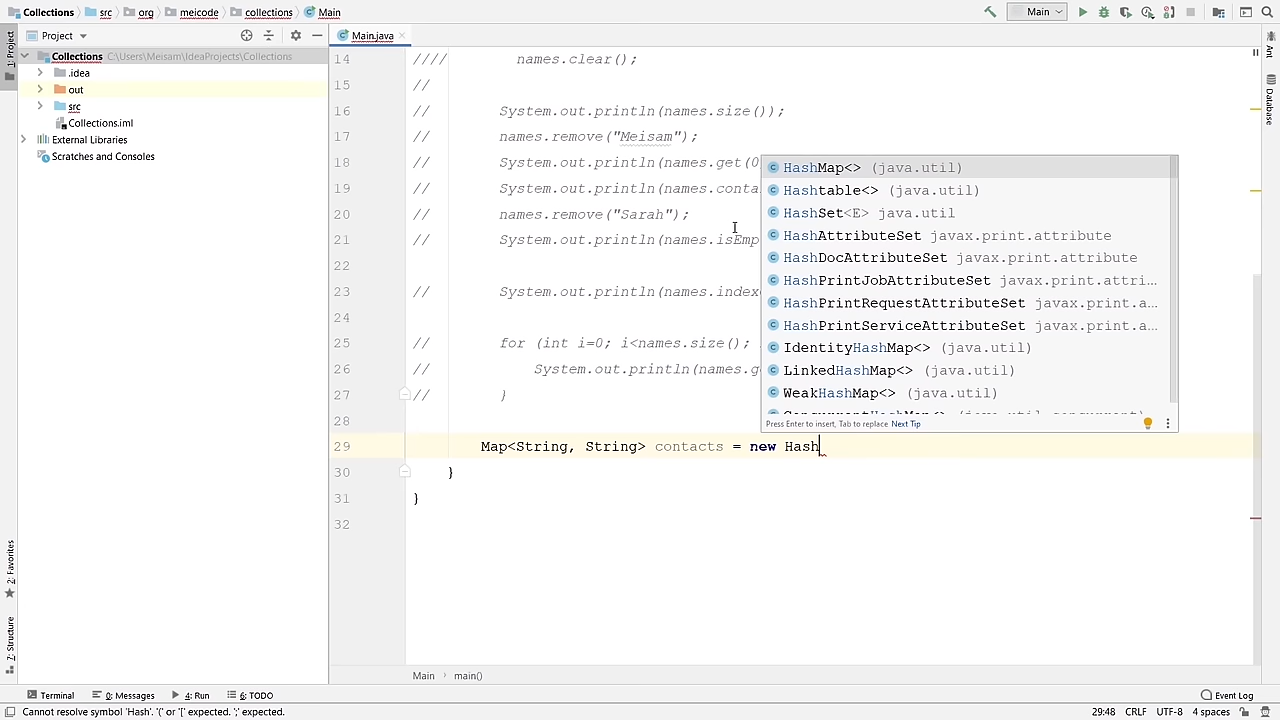 Collections > src > org > meicode > collections > Main
Main
1: Project
Project
Main.java
Collections C:\Users\Meisam\IdeaProjects\Collections
.idea
out
src
Collections.iml
External Libraries
Scratches and Consoles
14 //// names.clear();
15 //
16 // System.out.println(names.size());
17 // names.remove("Meisam");
18 // System.out.println(names.get(0
19 // System.out.println(names.conta
20 // names.remove("Sarah");
21 // System.out.println(names.isEmp
22
23 // System.out.println(names.index
24
25 // for (int i=0; i<names.size();
26 // System.out.println(names.g
27 // }
28
29 Map<String, String> contacts = new Hash
30 }
31 }
32
HashMap<> (java.util)
Hashtable<> (java.util)
HashSet<E> java.util
HashAttributeSet javax.print.attribute
HashDocAttributeSet javax.print.attribute
HashPrintJobAttributeSet javax.print.attri...
HashPrintRequestAttributeSet javax.print.a...
HashPrintServiceAttributeSet javax.print.a...
IdentityHashMap<> (java.util)
LinkedHashMap<> (java.util)
WeakHashMap<> (java.util)
ConcurrentHashMap<> (java.util.concurrent)
Press Enter to insert, Tab to replace Next Tip
Ant
Database
2: Favorites
7: Structure
Main > main()
Terminal
0: Messages
4: Run
6: TODO
Event Log
Cannot resolve symbol 'Hash'. '(' or '[' expected. ';' expected.
29:48 CRLF UTF-8 4 spaces